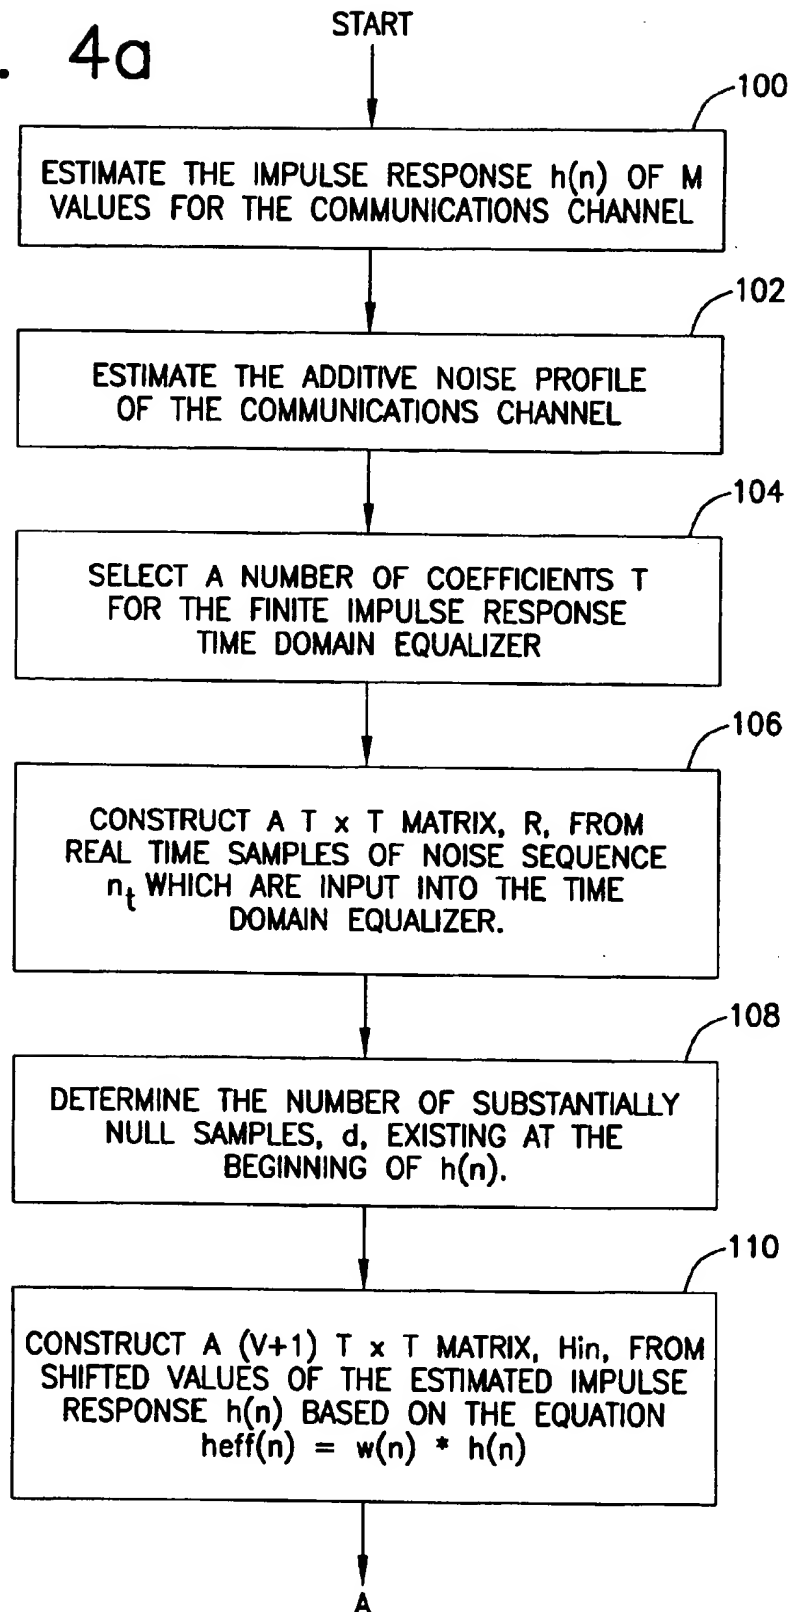 . 4a
START
100
ESTIMATE THE IMPULSE RESPONSE h(n) OF M
VALUES FOR THE COMMUNICATIONS CHANNEL
102
ESTIMATE THE ADDITIVE NOISE PROFILE
OF THE COMMUNICATIONS CHANNEL
104
SELECT A NUMBER OF COEFFICIENTS T
FOR THE FINITE IMPULSE RESPONSE
TIME DOMAIN EQUALIZER
106
CONSTRUCT A T x T MATRIX, R, FROM
REAL TIME SAMPLES OF NOISE SEQUENCE
nt WHICH ARE INPUT INTO THE TIME
DOMAIN EQUALIZER.
108
DETERMINE THE NUMBER OF SUBSTANTIALLY
NULL SAMPLES, d, EXISTING AT THE
BEGINNING OF h(n).
110
CONSTRUCT A (V+1) T x T MATRIX, Hin, FROM
SHIFTED VALUES OF THE ESTIMATED IMPULSE
RESPONSE h(n) BASED ON THE EQUATION
heff(n) = w(n) * h(n)
A